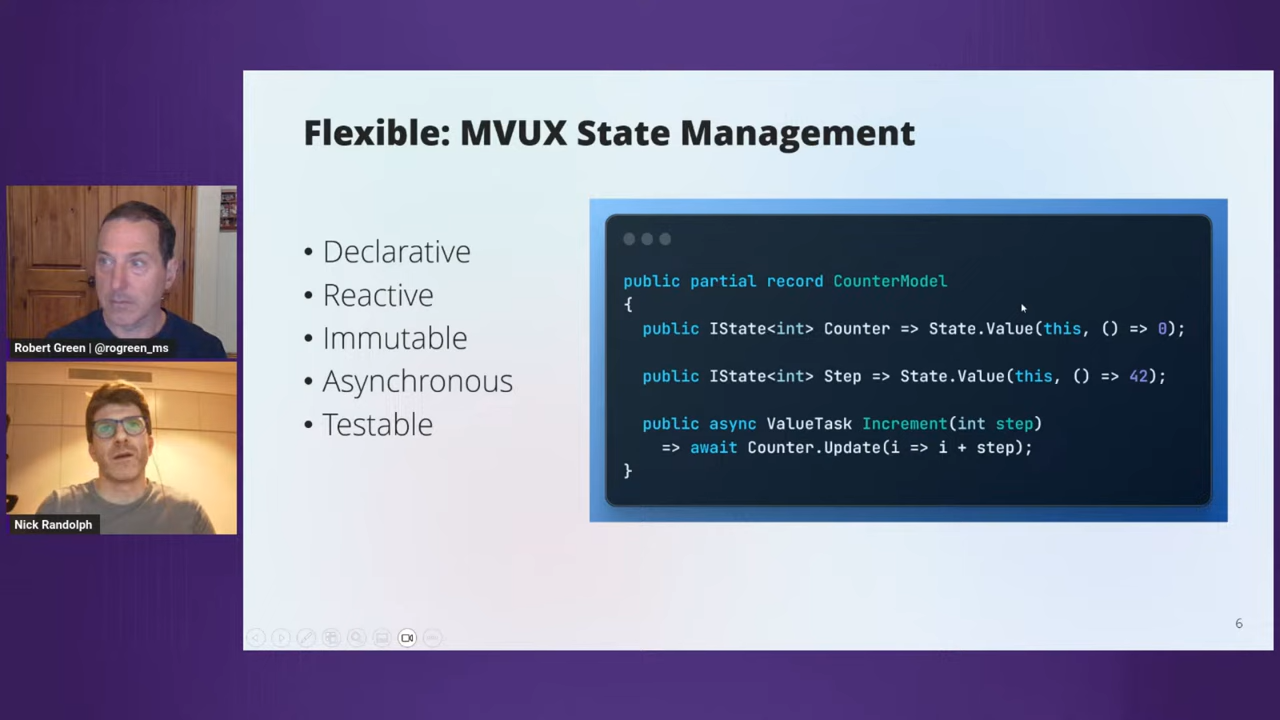 Flexible: MVUX State Management
• Declarative
• Reactive
• Immutable
• Asynchronous
• Testable
public partial record CounterModel
{
public IState<int> Counter => State.Value(this, () => 0);
public IState<int> Step => State.Value(this, () => 42);
public async ValueTask Increment(int step)
=> await Counter.Update(i => i + step);
}
Robert Green | @rogreen_ms
Nick Randolph
6